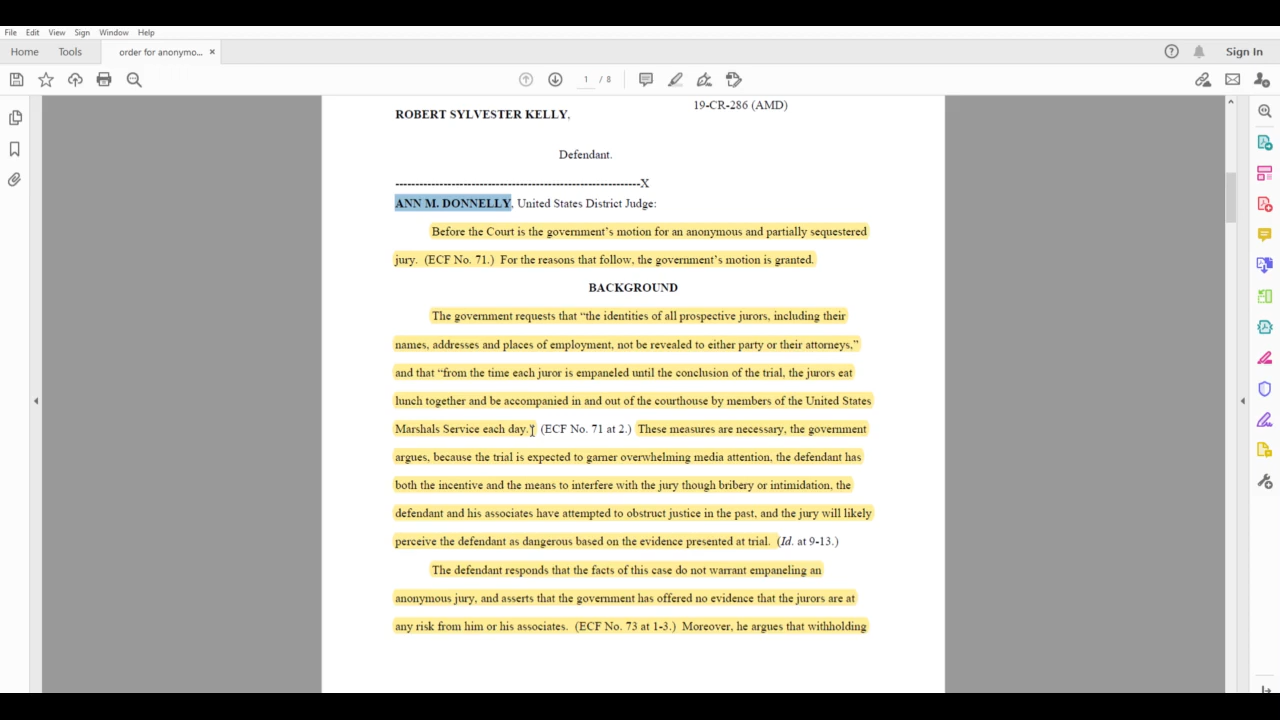 File Edit View Sign Window Help
Home Tools order for anonymo... × Sign In
1 / 8
19-CR-286 (AMD)
ROBERT SYLVESTER KELLY,
Defendant.
-------------------------------------------------------------X
ANN M. DONNELLY, United States District Judge:
Before the Court is the government’s motion for an anonymous and partially sequestered
jury. (ECF No. 71.) For the reasons that follow, the government’s motion is granted.
BACKGROUND
The government requests that “the identities of all prospective jurors, including their
names, addresses and places of employment, not be revealed to either party or their attorneys,”
and that “from the time each juror is empaneled until the conclusion of the trial, the jurors eat
lunch together and be accompanied in and out of the courthouse by members of the United States
Marshals Service each day.” (ECF No. 71 at 2.) These measures are necessary, the government
argues, because the trial is expected to garner overwhelming media attention, the defendant has
both the incentive and the means to interfere with the jury though bribery or intimidation, the
defendant and his associates have attempted to obstruct justice in the past, and the jury will likely
perceive the defendant as dangerous based on the evidence presented at trial. (Id. at 9-13.)
The defendant responds that the facts of this case do not warrant empaneling an
anonymous jury, and asserts that the government has offered no evidence that the jurors are at
any risk from him or his associates. (ECF No. 73 at 1-3.) Moreover, he argues that withholding